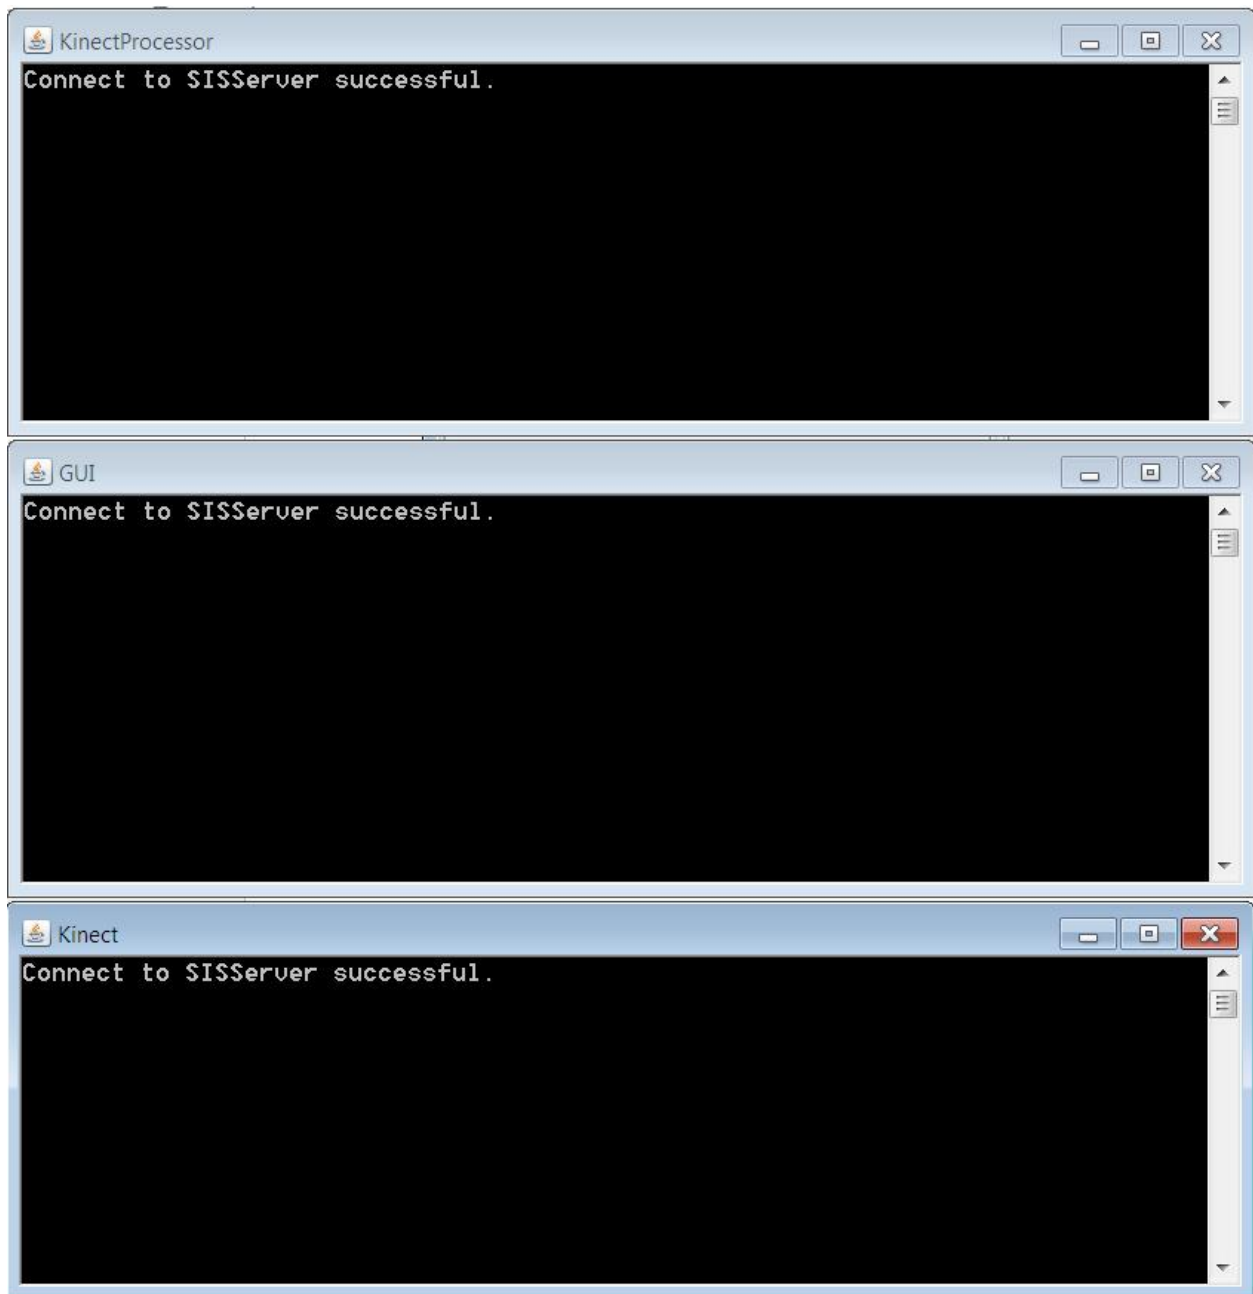 KinectProcessor
Connect to SISServer successful.
GUI
Connect to SISServer successful.
Kinect
Connect to SISServer successful.